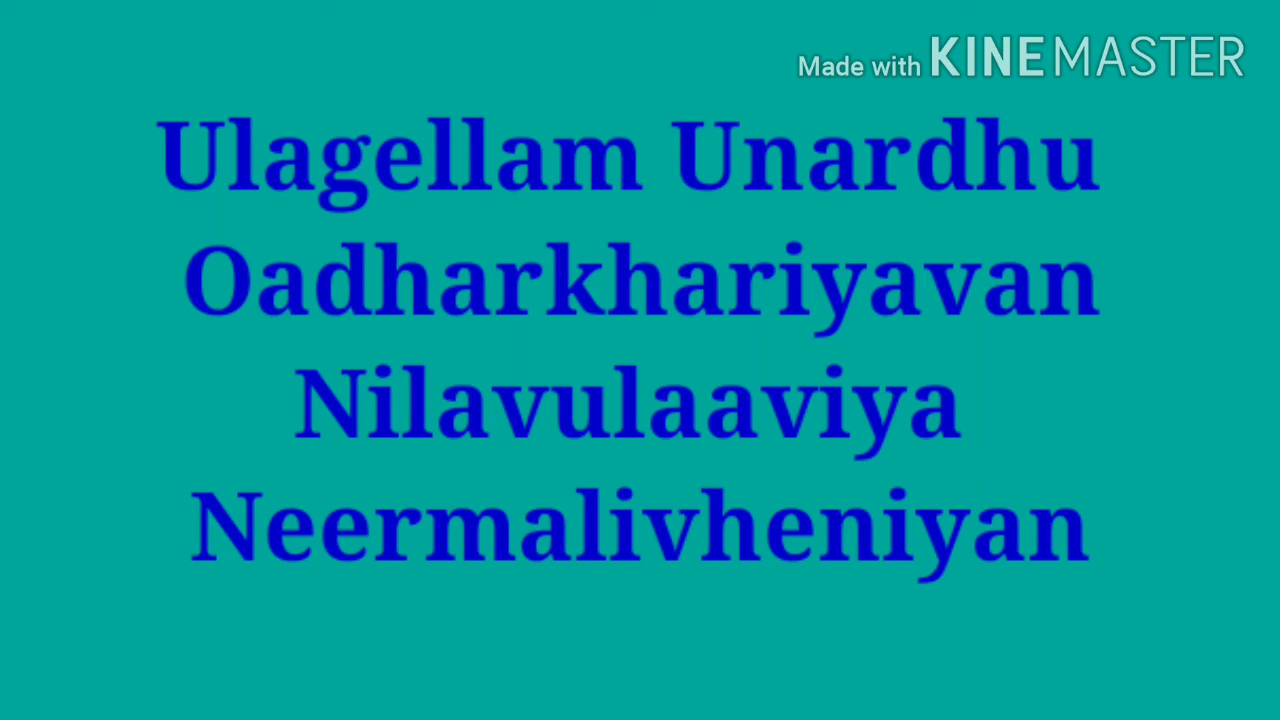 Made with KINEMASTER
Ulagellam Unardhu
Oadharkhariyavan
Nilavulaaviya
Neermalivheniyan